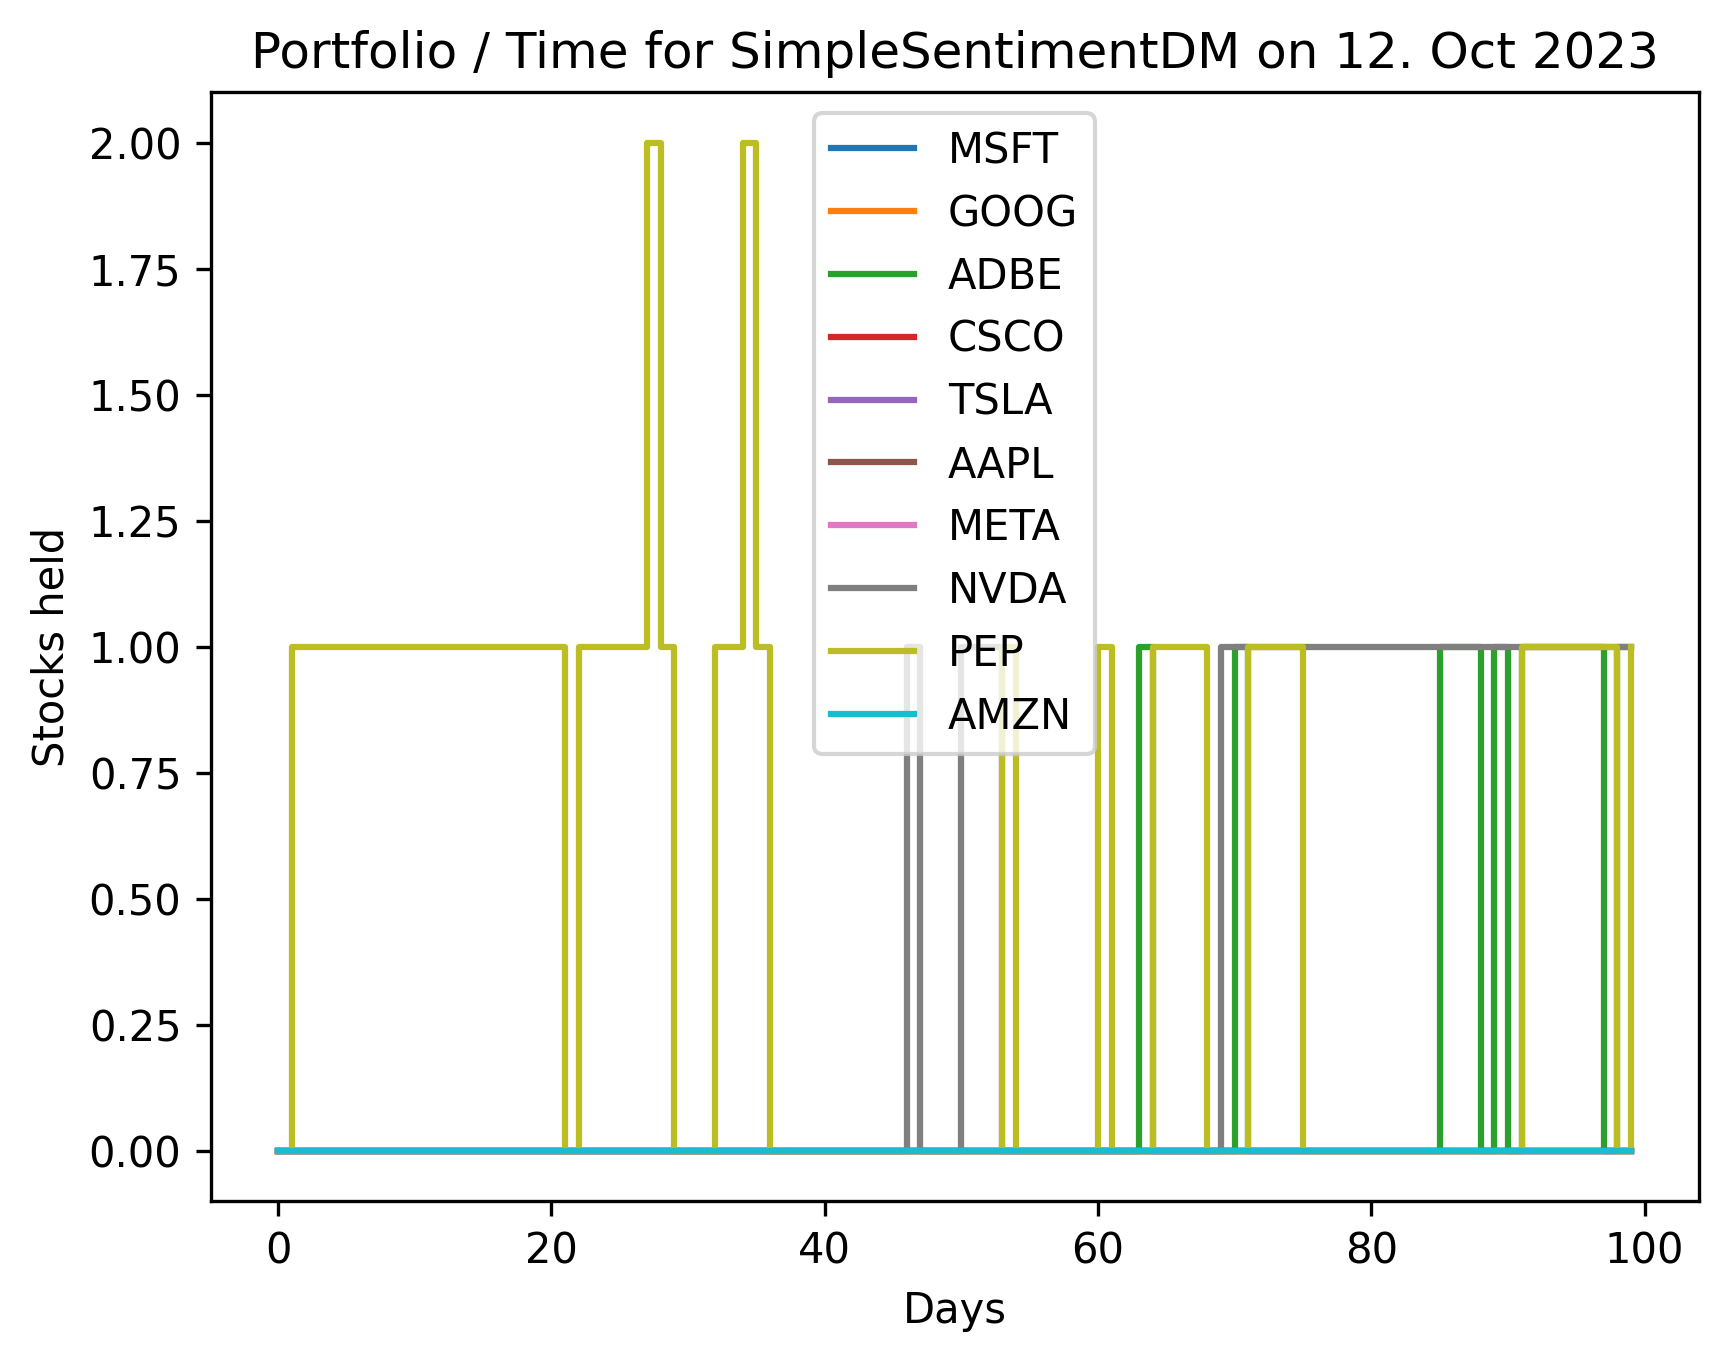 Portfolio / Time for SimpleSentimentDM on 12. Oct 2023
2.00
1.75
1.50
1.25
1.00
0.75
0.50
0.25
0.00
Stocks held
MSFT
GOOG
ADBE
CSCO
TSLA
AAPL
META
NVDA
PEP
AMZN
0 20 40 60 80 100
Days